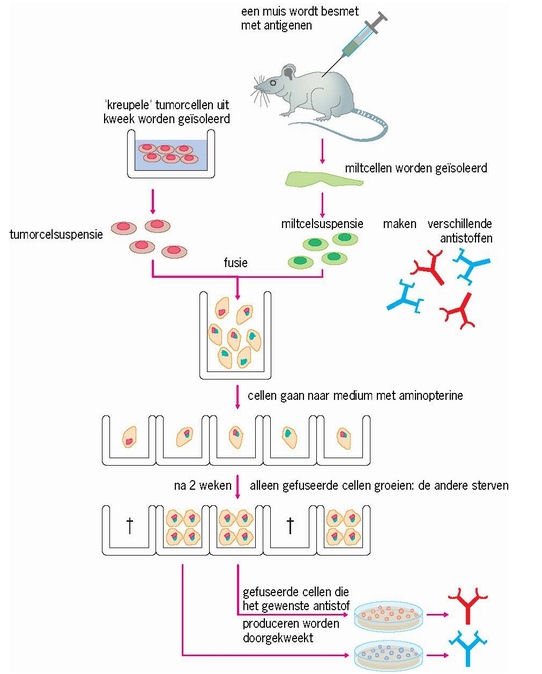 een muis wordt besmet
met antigenen
'kreupele' tumorcellen uit
kweek worden geïsoleerd
miltcellen worden geïsoleerd
tumorcelsuspensie
miltcelsuspensie
maken verschillende
antistoffen
fusie
cellen gaan naar medium met aminopterine
na 2 weken
alleen gefuseerde cellen groeien: de andere sterven
† †
gefuseerde cellen die
het gewenste antistof
produceren worden
doorgekweekt